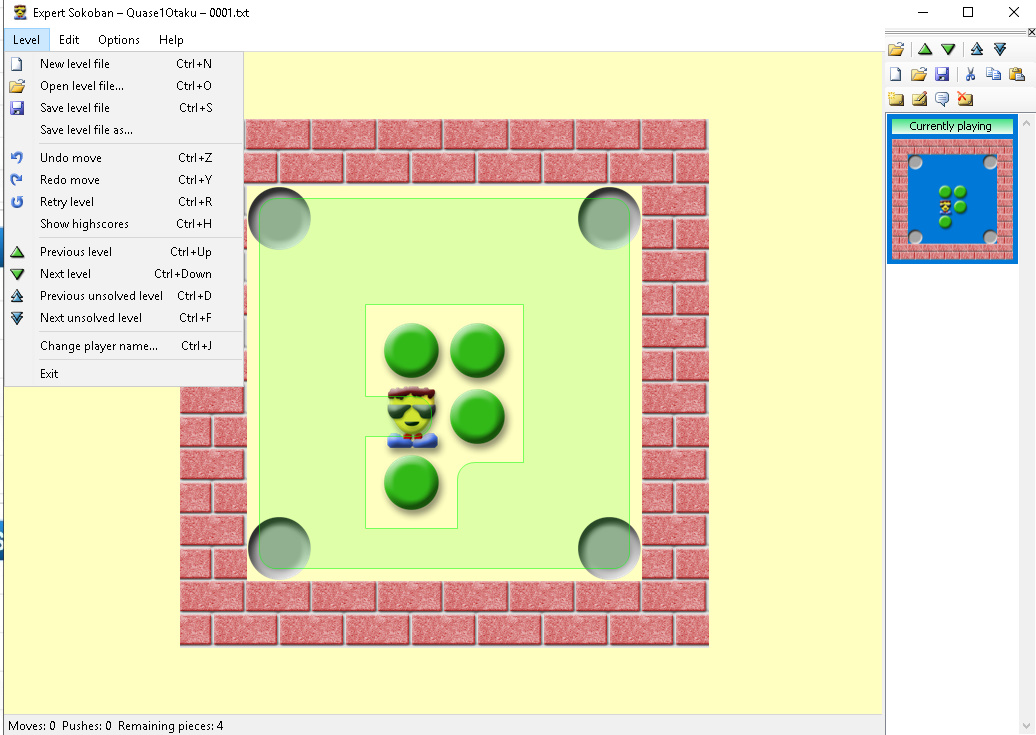 Expert Sokoban – Quase1Otaku – 0001.txt
Level Edit Options Help
New level file Ctrl+N
Open level file... Ctrl+O
Save level file Ctrl+S
Save level file as...
Undo move Ctrl+Z
Redo move Ctrl+Y
Retry level Ctrl+R
Show highscores Ctrl+H
Previous level Ctrl+Up
Next level Ctrl+Down
Previous unsolved level Ctrl+D
Next unsolved level Ctrl+F
Change player name... Ctrl+J
Exit
Currently playing
Moves: 0 Pushes: 0 Remaining pieces: 4